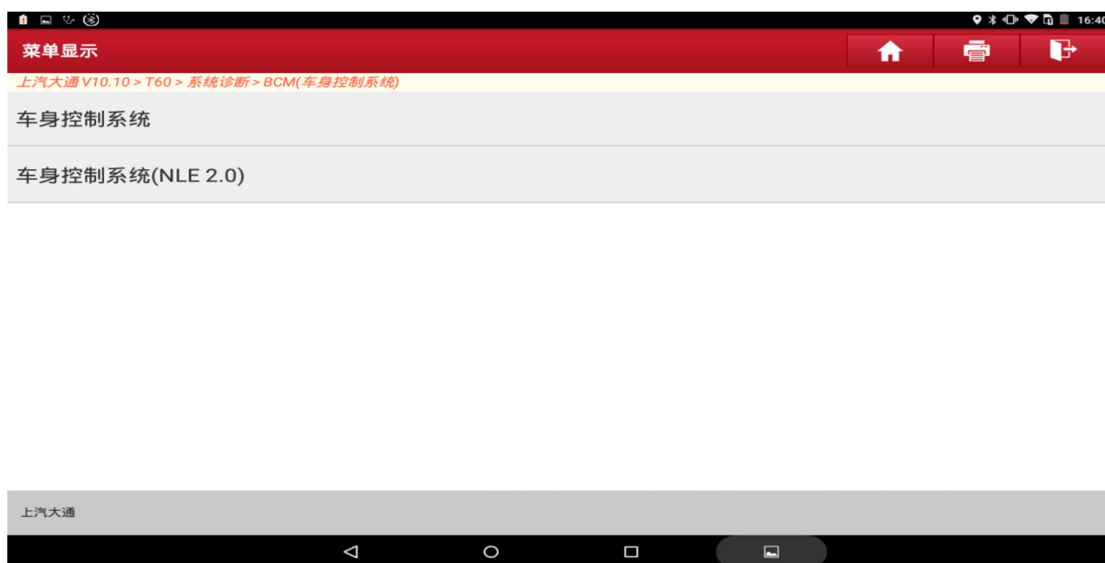 16:40
菜单显示
上汽大通 V10.10 > T60 > 系统诊断 > BCM(车身控制系统)
车身控制系统
车身控制系统(NLE 2.0)
上汽大通